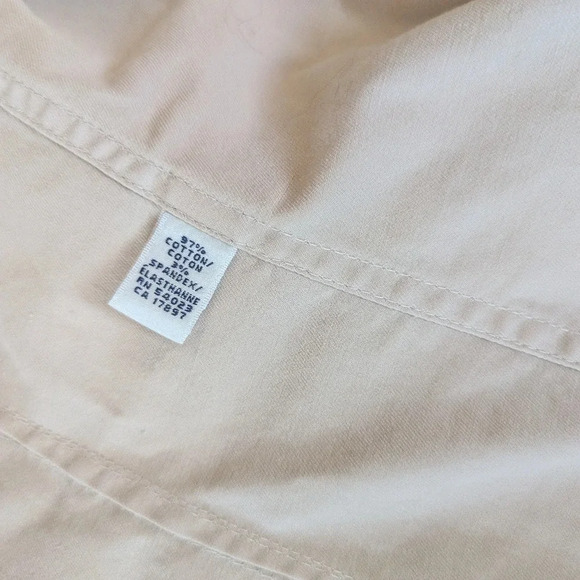 97%
COTTON/
COTON
3%
SPANDEX/
ELASTHANNE
RN 54023
CA 17897